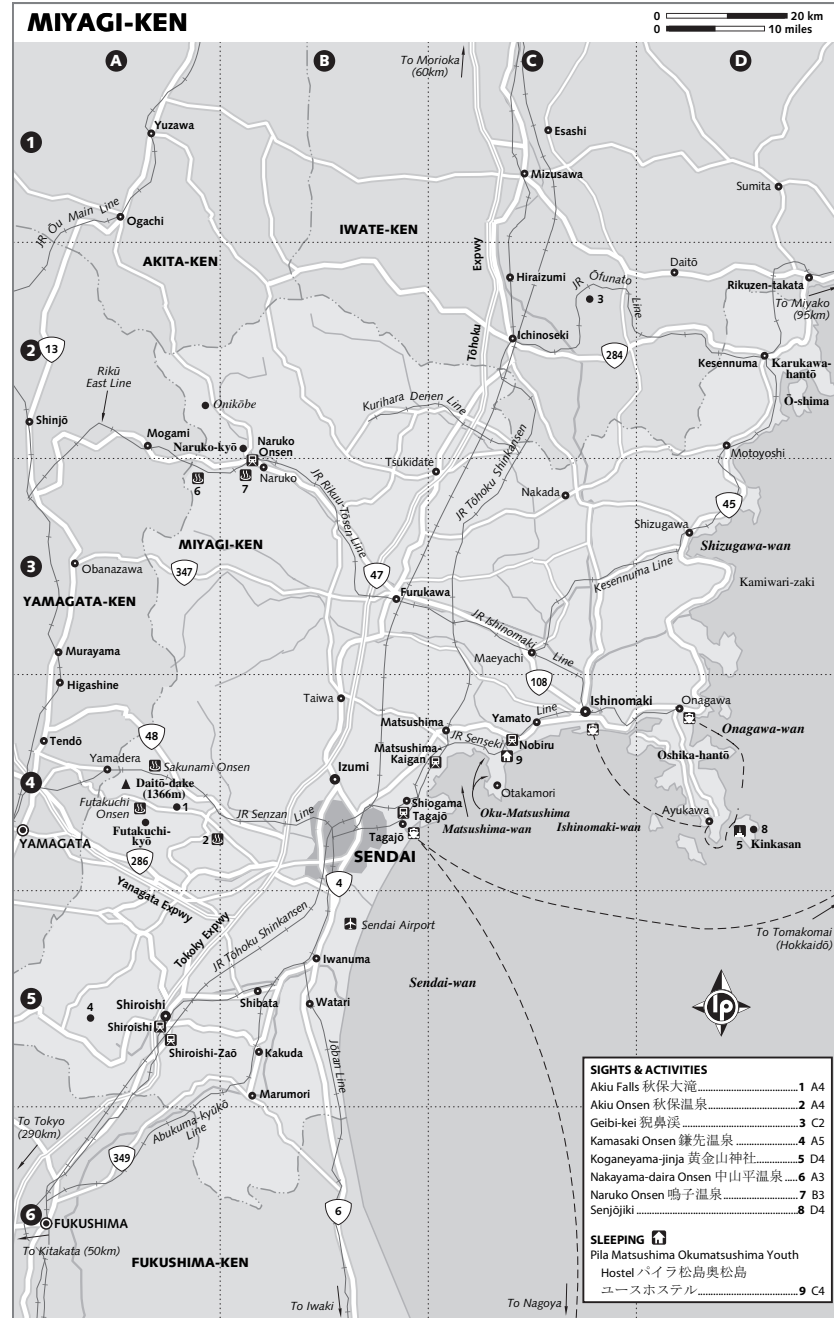 MIYAGI-KEN
0 20 km
0 10 miles
A
B
C
D
To Morioka
(60km)
1
Yuzawa
Esashi
Mizusawa
Sumita
Ogachi
JR Ōu Main Line
IWATE-KEN
AKITA-KEN
Tōhoku Expwy
Hiraizumi
JR Ōfunato Line
3
Daitō
Rikuzen-takata
To Miyako
(95km)
Ichinoseki
2
13
284
Kesennuma
Karukawa-
hantō
Ō-shima
Rikū
East Line
Onikōbe
Kurihara Denen Line
Shinjō
Mogami
Naruko-kyō
Naruko
Onsen
Naruko
6
7
Tsukidate
JR Tōhoku Shinkansen
Motoyoshi
Nakada
45
JR Rikuu-Tōsen Line
Shizugawa
Shizugawa-wan
MIYAGI-KEN
3
Obanazawa
347
47
Furukawa
Kesennuma Line
Kamiwari-zaki
YAMAGATA-KEN
JR Ishinomaki Line
Murayama
Maeyachi
Higashine
108
Taiwa
Ishinomaki
Onagawa
Matsushima
Yamato
Line
JR Senseki
Onagawa-wan
Tendō
48
Nobiru
Matsushima-
Kaigan
9
Oshika-hantō
Yamadera
Sakunami Onsen
Izumi
4
Daitō-dake
(1366m)
Otakamori
Futakuchi
Onsen
1
JR Senzan Line
Shiogama
Oku-Matsushima
Matsushima-wan
Ishinomaki-wan
Ayukawa
Tagajō
Futakuchi-
kyō
2
Tagajō
8
YAMAGATA
SENDAI
5
Kinkasan
286
4
Yanagata Expwy
Tokoky Expwy
JR Tōhoku Shinkansen
Sendai Airport
To Tomakomai
(Hokkaidō)
Iwanuma
Sendai-wan
5
4
Shiroishi
Shibata
Watari
lp
Shiroishi
Shiroishi-Zaō
Kakuda
Jōban Line
Marumori
To Tokyo
(290km)
Abukuma-kyūkō
Line
349
6
FUKUSHIMA
6
To Kitakata (50km)
FUKUSHIMA-KEN
To Iwaki
To Nagoya
SIGHTS & ACTIVITIES
Akiu Falls 秋保大滝 1 A4
Akiu Onsen 秋保温泉 2 A4
Geibi-kei 猊鼻渓 3 C2
Kamasaki Onsen 鎌先温泉 4 A5
Koganeyama-jinja 黄金山神社 5 D4
Nakayama-daira Onsen 中山平温泉 6 A3
Naruko Onsen 鳴子温泉 7 B3
Senjōjiki 8 D4
SLEEPING
Pila Matsushima Okumatsushima Youth
Hostel パイラ松島奥松島
ユースホステル 9 C4